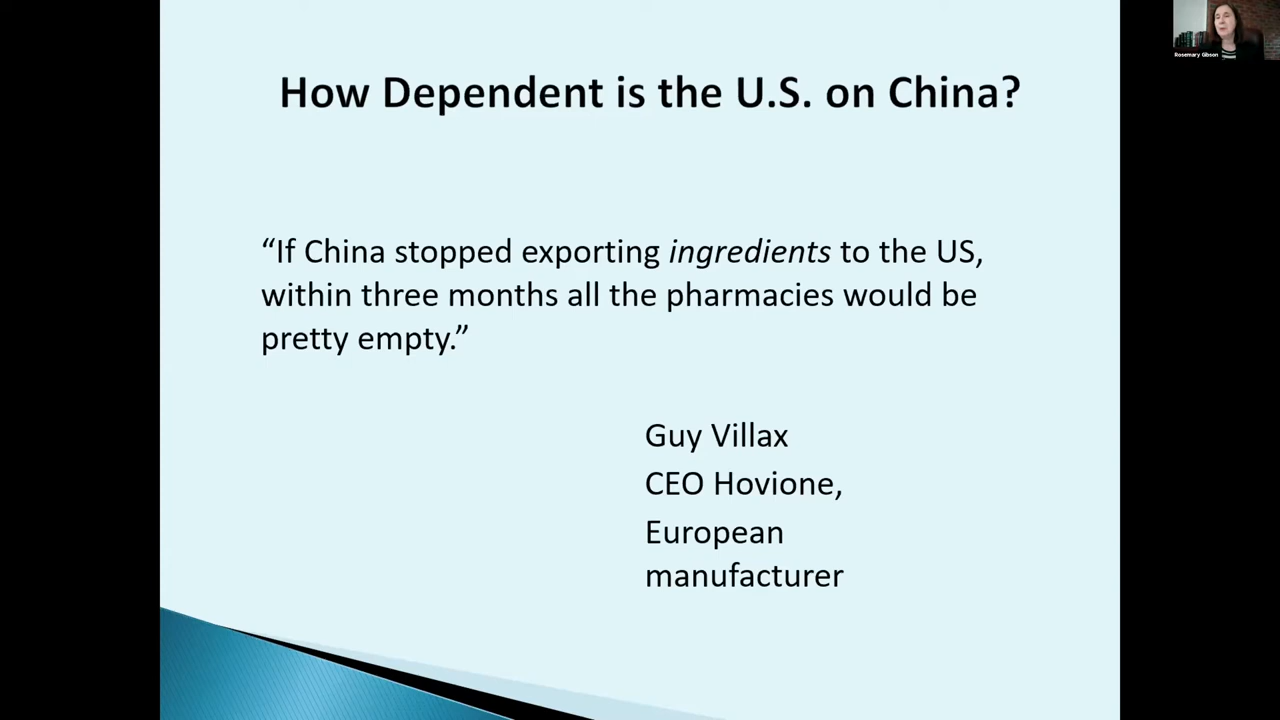 How Dependent is the U.S. on China?
“If China stopped exporting ingredients to the US,
within three months all the pharmacies would be
pretty empty.”
Guy Villax
CEO Hovione,
European
manufacturer
Rosemary Gibson